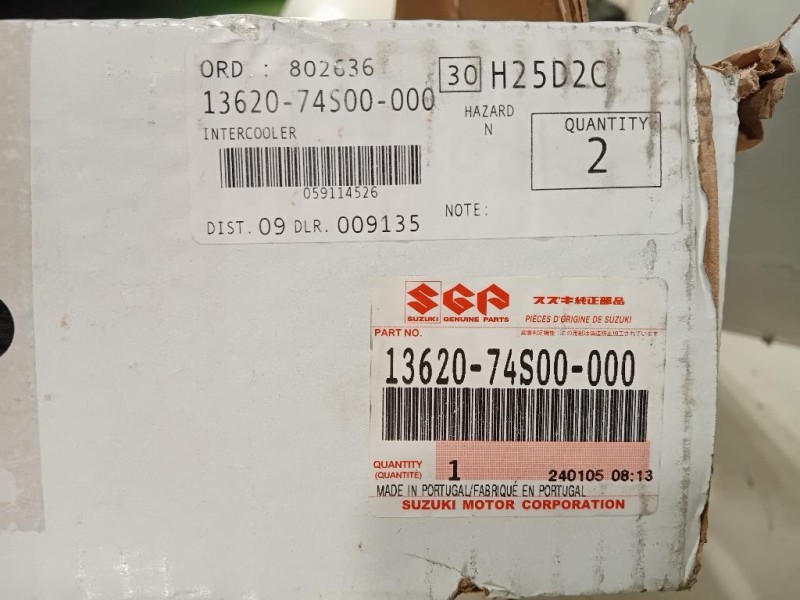 ORD : 802636
30 H25D2C
13620-74S00-000
HAZARD
N
QUANTITY
2
INTERCOOLER
059114526
DIST. 09 DLR. 009135
NOTE:
SGP
スズキ純正部品
SUZUKI GENUINE PARTS
PIÈCES D'ORIGINE DE SUZUKI
PART NO.
13620-74S00-000
QUANTITY
(QUANTITÉ)
1
240105 08:13
MADE IN PORTUGAL/FABRIQUÉ EN PORTUGAL
SUZUKI MOTOR CORPORATION